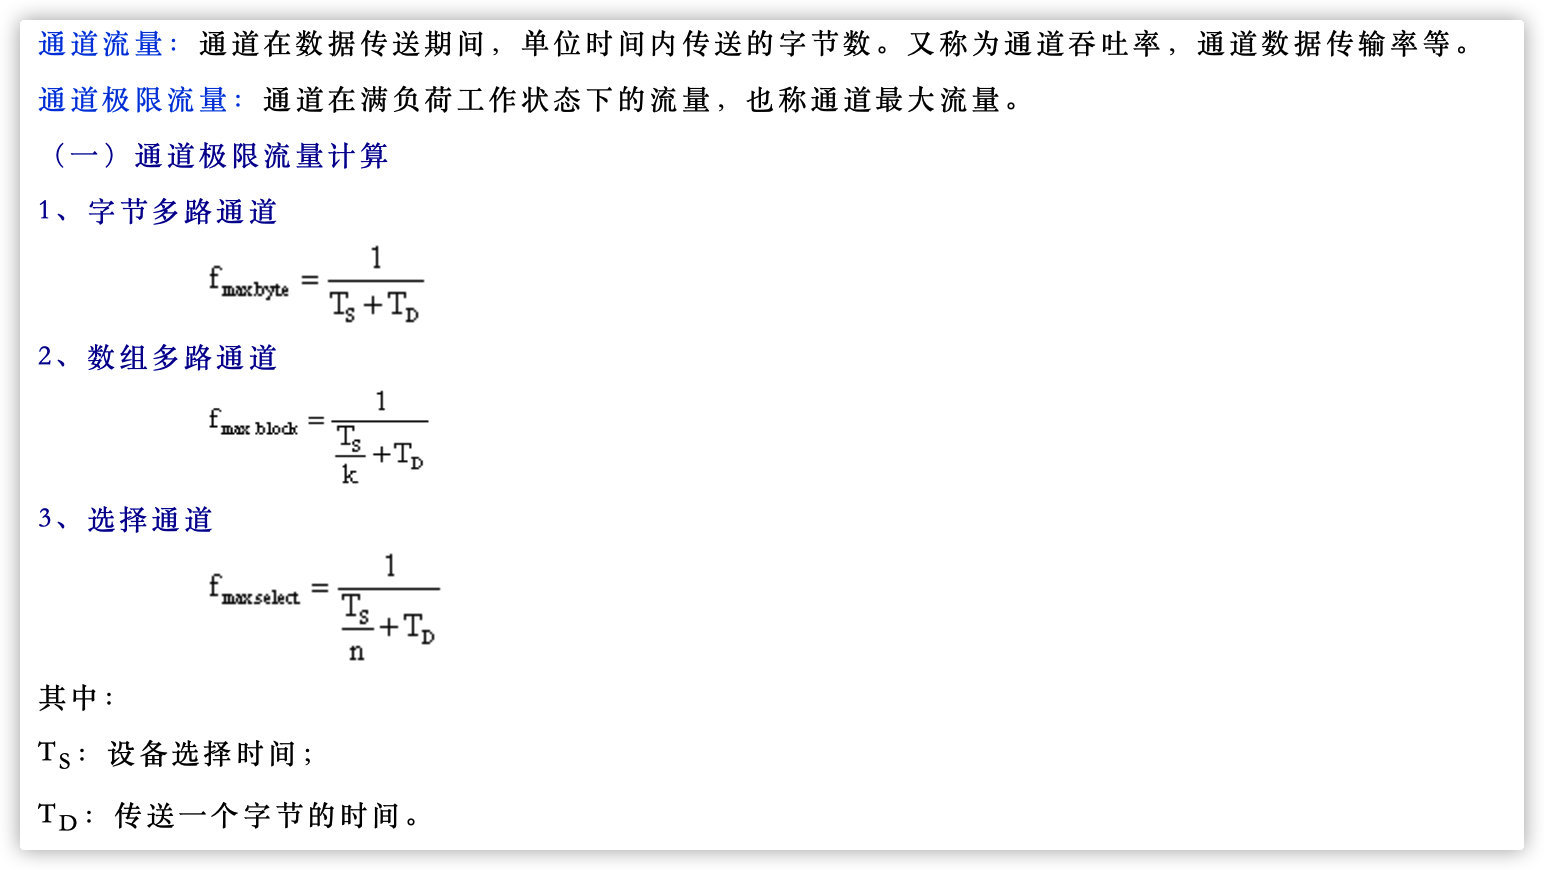 通道流量：通道在数据传送期间，单位时间内传送的字节数。又称为通道吞吐率，通道数据传输率等。
通道极限流量：通道在满负荷工作状态下的流量，也称通道最大流量。
（一）通道极限流量计算
1、字节多路通道
f_{maxbyte} = \frac{1}{T_S + T_D}
2、数组多路通道
f_{max block} = \frac{1}{\frac{T_S}{k} + T_D}
3、选择通道
f_{maxselect} = \frac{1}{\frac{T_S}{n} + T_D}
其中：
T_S：设备选择时间；
T_D：传送一个字节的时间。